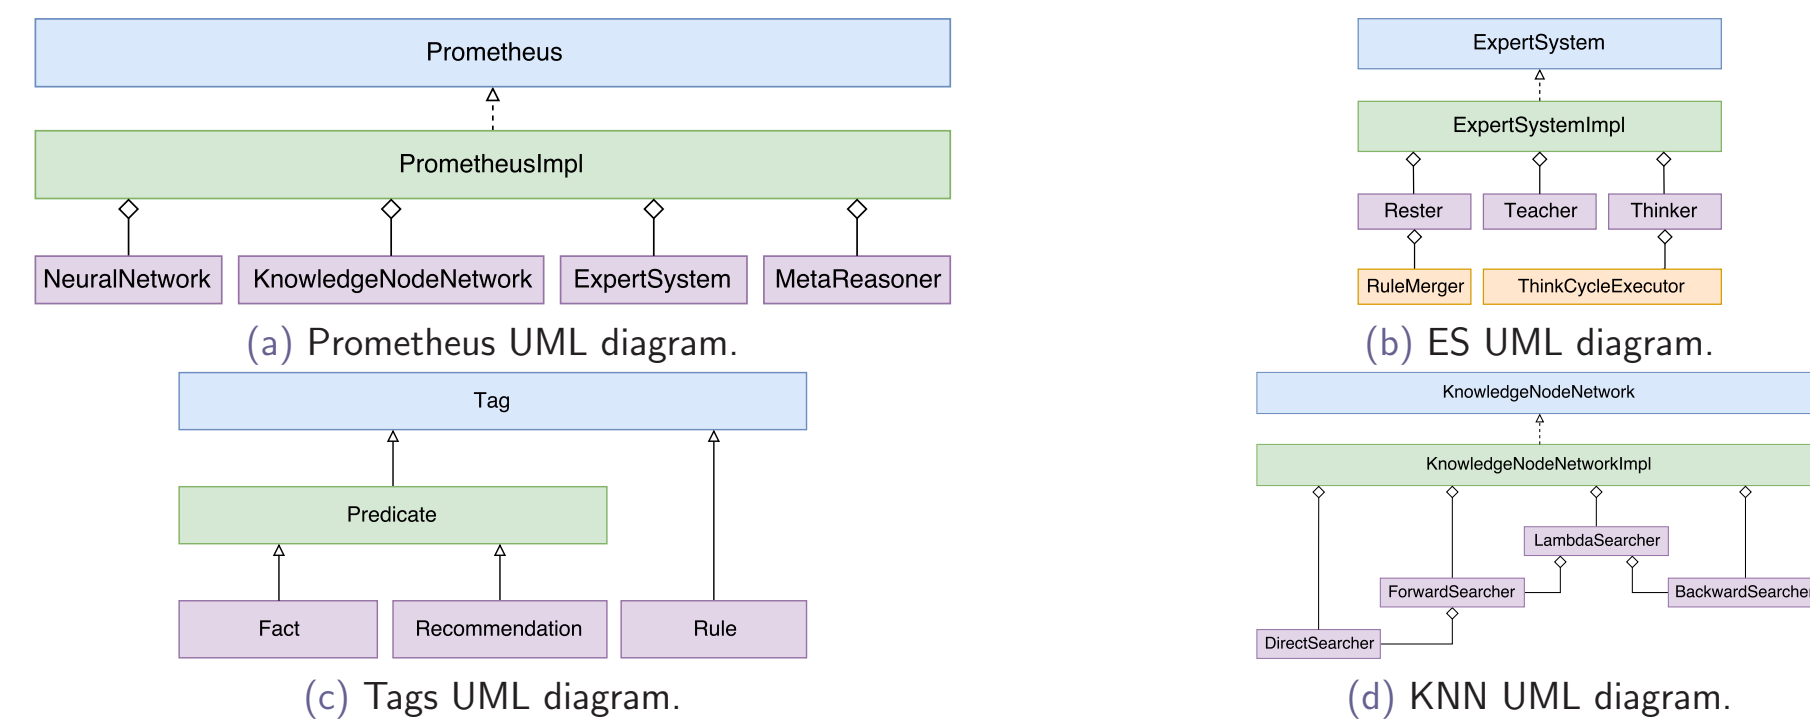 Prometheus
PrometheusImpl
NeuralNetwork KnowledgeNodeNetwork ExpertSystem MetaReasoner
(a) Prometheus UML diagram.
ExpertSystem
ExpertSystemImpl
Rester Teacher Thinker
RuleMerger ThinkCycleExecutor
(b) ES UML diagram.
Tag
Predicate
Fact Recommendation Rule
(c) Tags UML diagram.
KnowledgeNodeNetwork
KnowledgeNodeNetworkImpl
LambdaSearcher
ForwardSearcher BackwardSearcher
DirectSearcher
(d) KNN UML diagram.